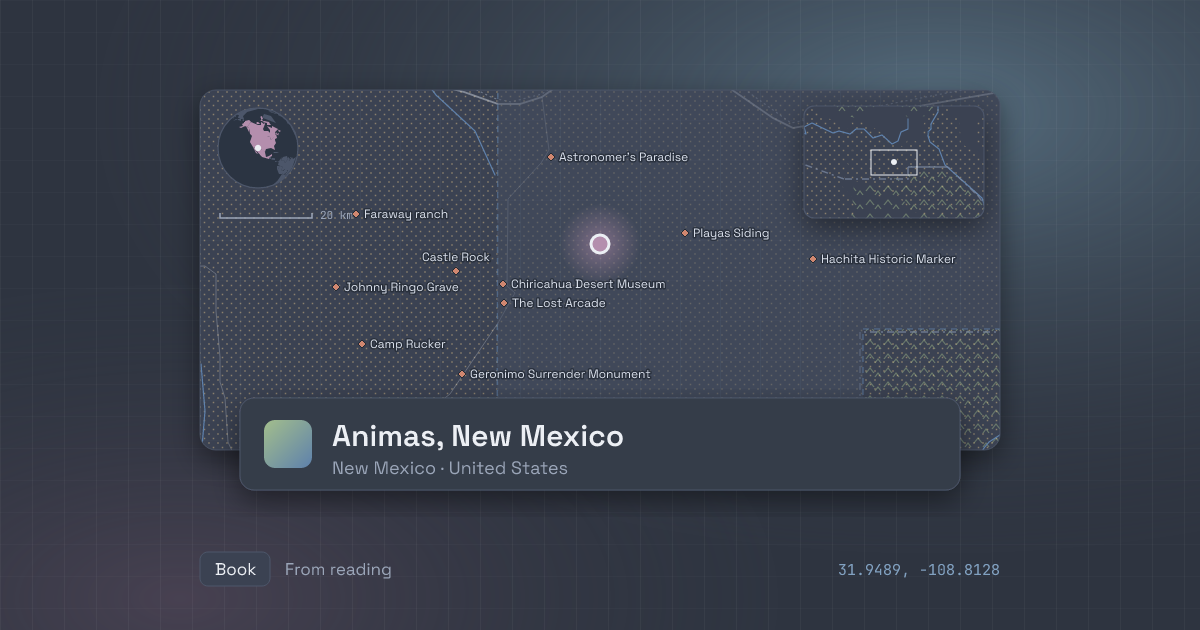 Astronomer's Paradise
20 km
Faraway ranch
Playas Siding
Castle Rock
Hachita Historic Marker
Johnny Ringo Grave
Chiricahua Desert Museum
The Lost Arcade
Camp Rucker
Geronimo Surrender Monument
Animas, New Mexico
New Mexico · United States
Book
From reading
31.9489, -108.8128